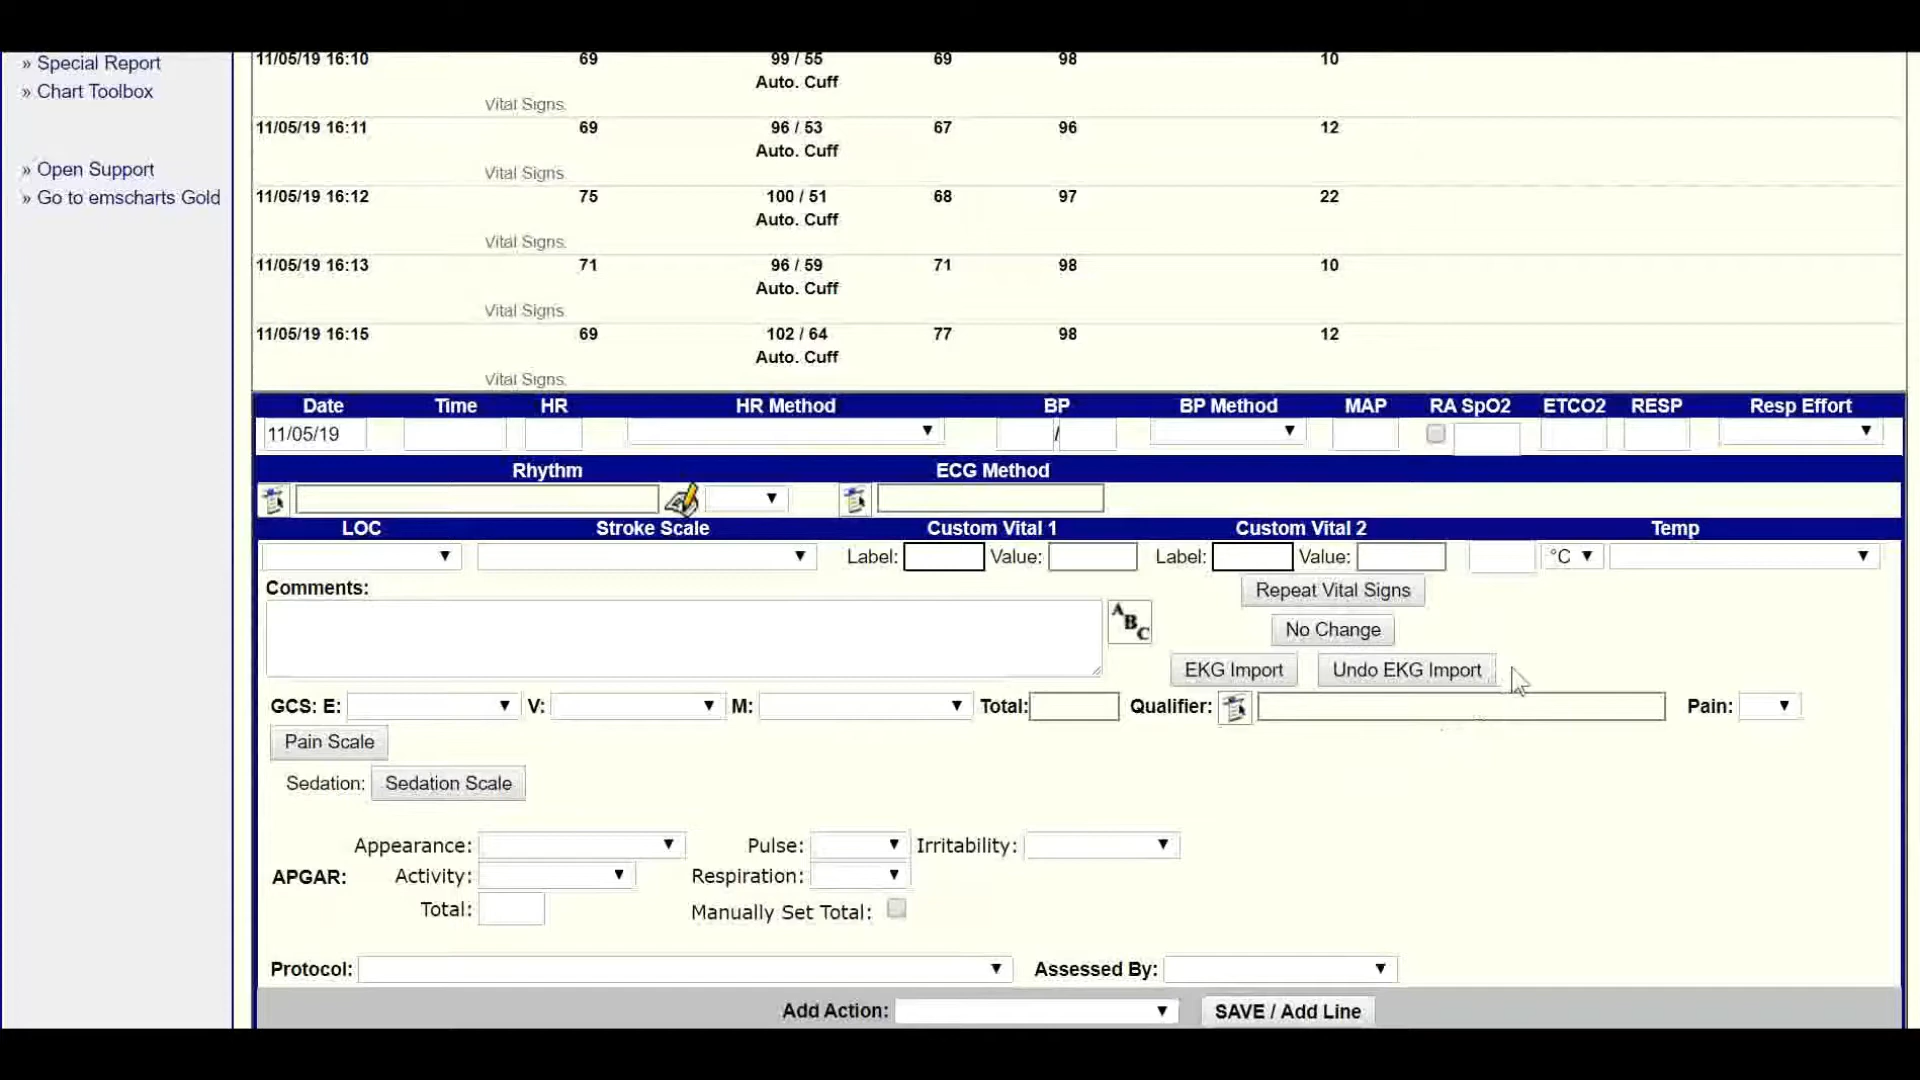 » Special Report
» Chart Toolbox
» Open Support
» Go to emscharts Gold
11/05/19 16:10 69 99 / 55 69 98 10
Auto. Cuff
Vital Signs.
11/05/19 16:11 69 96 / 53 67 96 12
Auto. Cuff
Vital Signs.
11/05/19 16:12 75 100 / 51 68 97 22
Auto. Cuff
Vital Signs.
11/05/19 16:13 71 96 / 59 71 98 10
Auto. Cuff
Vital Signs.
11/05/19 16:15 69 102 / 64 77 98 12
Auto. Cuff
Vital Signs.
Date Time HR HR Method BP BP Method MAP RA SpO2 ETCO2 RESP Resp Effort
11/05/19 /
Rhythm ECG Method
LOC Stroke Scale Custom Vital 1 Custom Vital 2 Temp
Label: Value: Label: Value: °C
Comments: Repeat Vital Signs
ABC
No Change
EKG Import Undo EKG Import
GCS: E: V: M: Total: Qualifier: Pain:
Pain Scale
Sedation: Sedation Scale
Appearance: Pulse: Irritability:
APGAR: Activity: Respiration:
Total: Manually Set Total:
Protocol: Assessed By:
Add Action: SAVE / Add Line